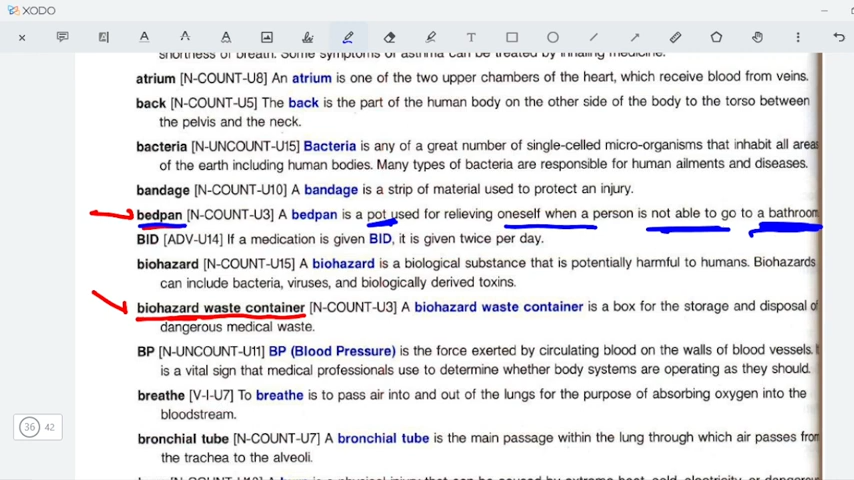 XODO
shortness of breath. Some symptoms of asthma can be treated by inhaling medicine.
atrium [N-COUNT-U8] An atrium is one of the two upper chambers of the heart, which receive blood from veins.
back [N-COUNT-U5] The back is the part of the human body on the other side of the body to the torso between
the pelvis and the neck.
bacteria [N-UNCOUNT-U15] Bacteria is any of a great number of single-celled micro-organisms that inhabit all areas
of the earth including human bodies. Many types of bacteria are responsible for human ailments and diseases.
bandage [N-COUNT-U10] A bandage is a strip of material used to protect an injury.
bedpan [N-COUNT-U3] A bedpan is a pot used for relieving oneself when a person is not able to go to a bathroom
BID [ADV-U14] If a medication is given BID, it is given twice per day.
biohazard [N-COUNT-U15] A biohazard is a biological substance that is potentially harmful to humans. Biohazards
can include bacteria, viruses, and biologically derived toxins.
biohazard waste container [N-COUNT-U3] A biohazard waste container is a box for the storage and disposal of
dangerous medical waste.
BP [N-UNCOUNT-U11] BP (Blood Pressure) is the force exerted by circulating blood on the walls of blood vessels. I
is a vital sign that medical professionals use to determine whether body systems are operating as they should.
breathe [V-I-U7] To breathe is to pass air into and out of the lungs for the purpose of absorbing oxygen into the
bloodstream.
bronchial tube [N-COUNT-U7] A bronchial tube is the main passage within the lung through which air passes from
the trachea to the alveoli.
36 42